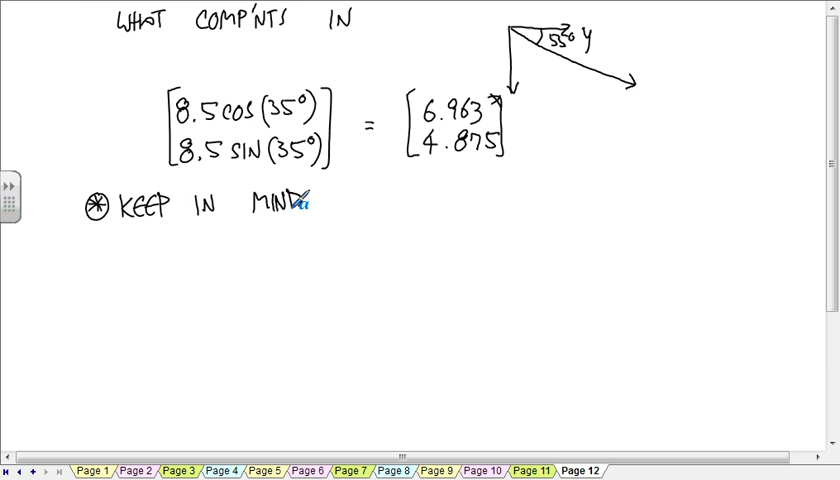 WHAT COMP'NTS IN
55° y
8.5 COS (35°)
8.5 SIN (35°)
=
6.963*
4.875
* KEEP IN MIND
Page 1 Page 2 Page 3 Page 4 Page 5 Page 6 Page 7 Page 8 Page 9 Page 10 Page 11 Page 12